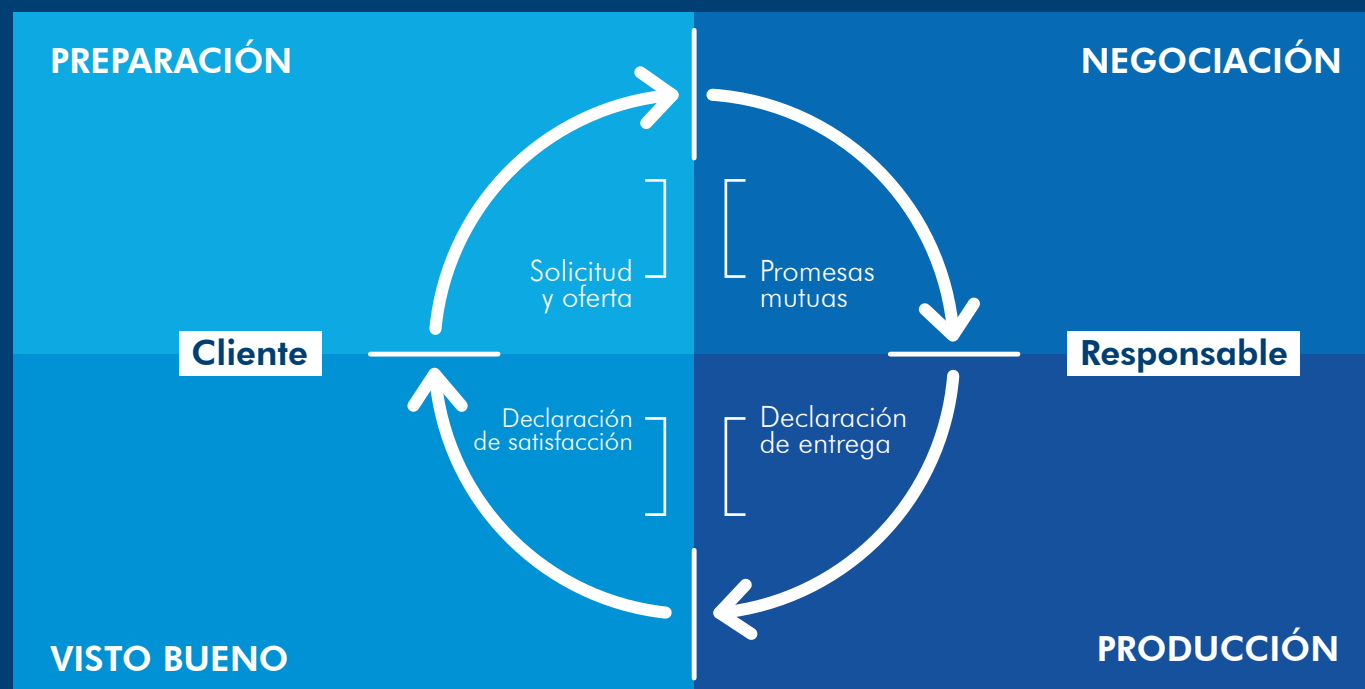 PREPARACIÓN
NEGOCIACIÓN
Solicitud
y oferta
Promesas
mutuas
Cliente
Responsable
Declaración
de satisfacción
Declaración
de entrega
VISTO BUENO
PRODUCCIÓN